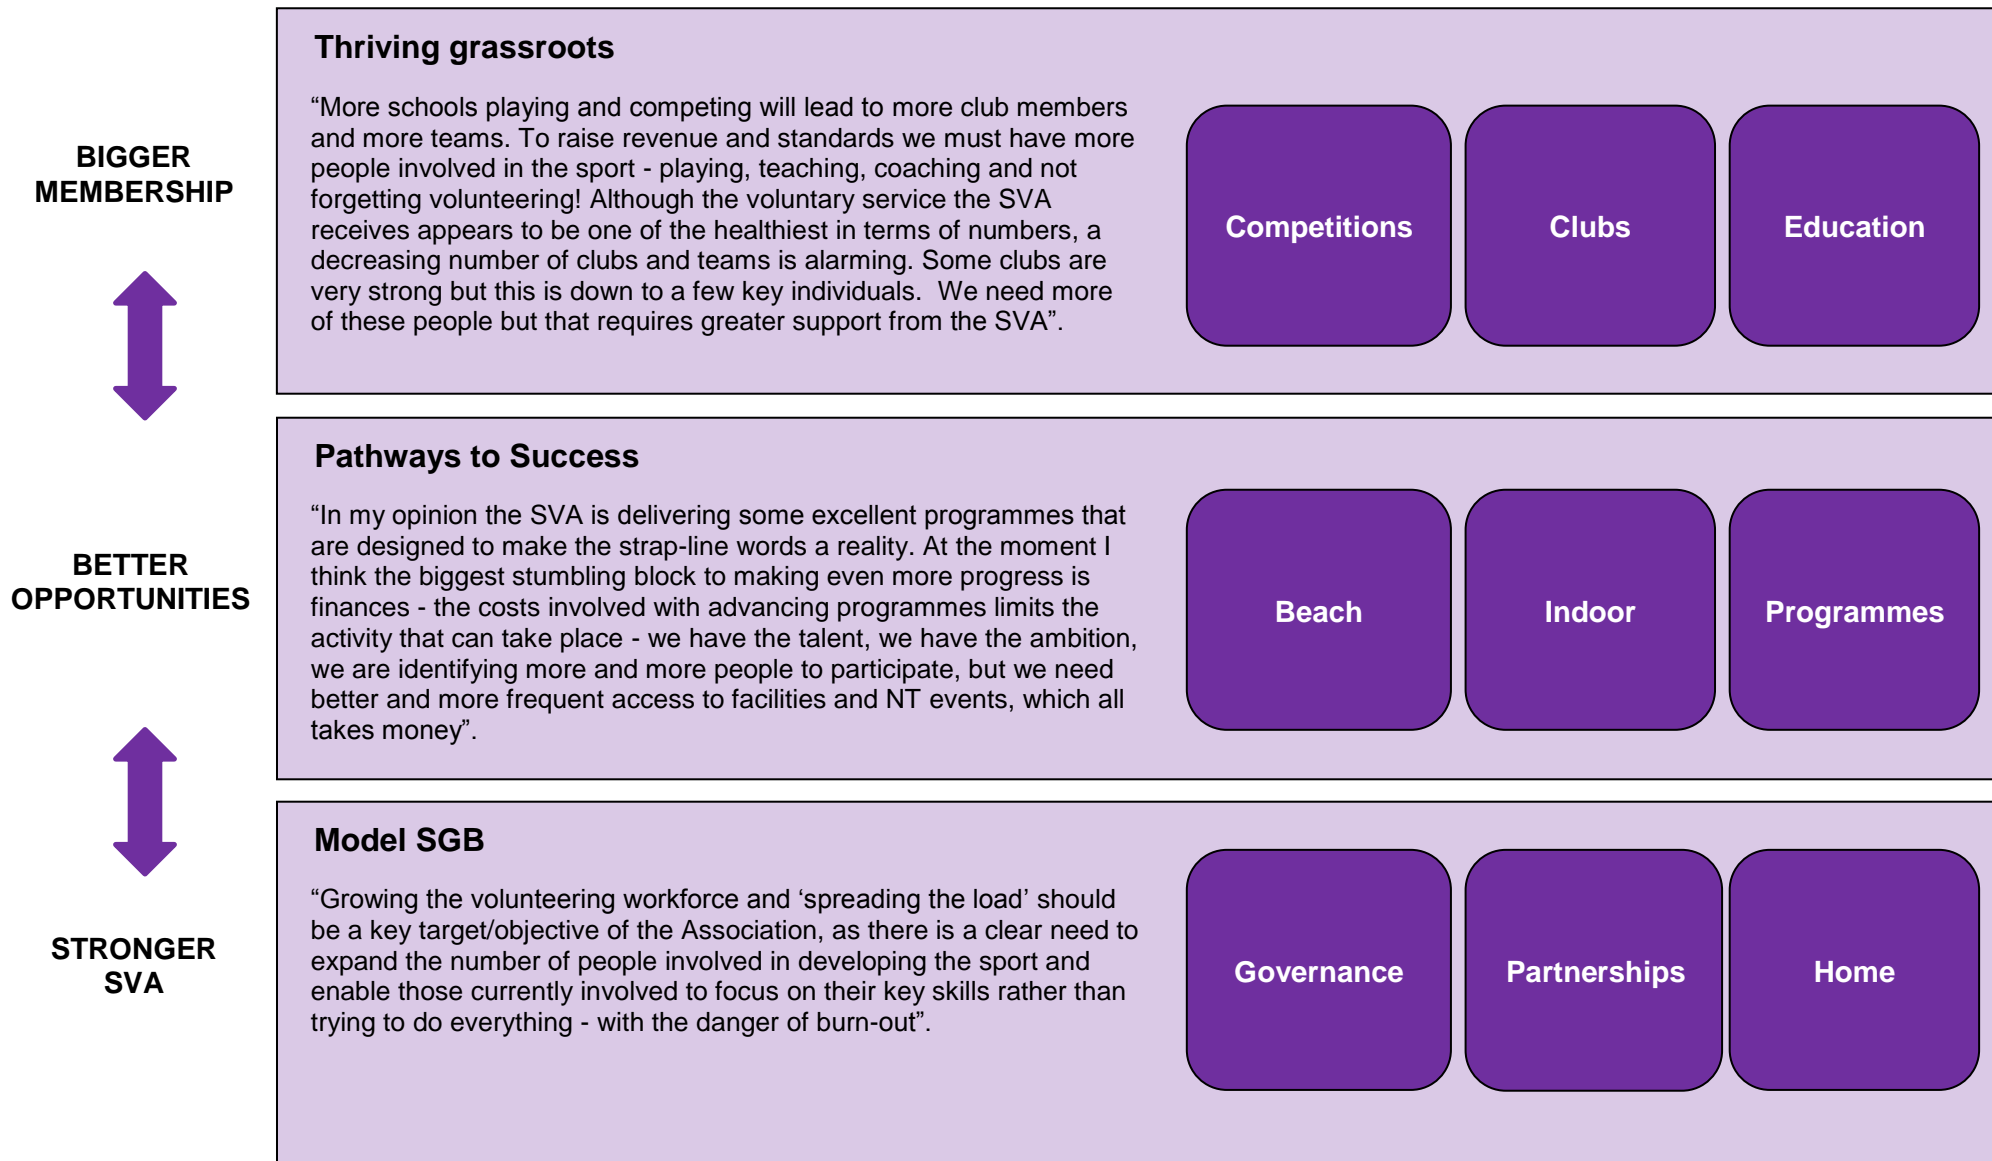 Thriving grassroots
“More schools playing and competing will lead to more club members
and more teams. To raise revenue and standards we must have more
people involved in the sport - playing, teaching, coaching and not
forgetting volunteering! Although the voluntary service the SVA
receives appears to be one of the healthiest in terms of numbers, a
decreasing number of clubs and teams is alarming. Some clubs are
very strong but this is down to a few key individuals.  We need more
of these people but that requires greater support from the SVA”.
BIGGER
MEMBERSHIP
Competitions
Clubs
Education
Pathways to Success
“In my opinion the SVA is delivering some excellent programmes that
are designed to make the strap-line words a reality. At the moment I
think the biggest stumbling block to making even more progress is
finances - the costs involved with advancing programmes limits the
activity that can take place - we have the talent, we have the ambition,
we are identifying more and more people to participate, but we need
better and more frequent access to facilities and NT events, which all
takes money”.
BETTER
OPPORTUNITIES
Beach
Indoor
Programmes
Model SGB
“Growing the volunteering workforce and ‘spreading the load’ should
be a key target/objective of the Association, as there is a clear need to
expand the number of people involved in developing the sport and
enable those currently involved to focus on their key skills rather than
trying to do everything - with the danger of burn-out”.
STRONGER
SVA
Governance
Partnerships
Home